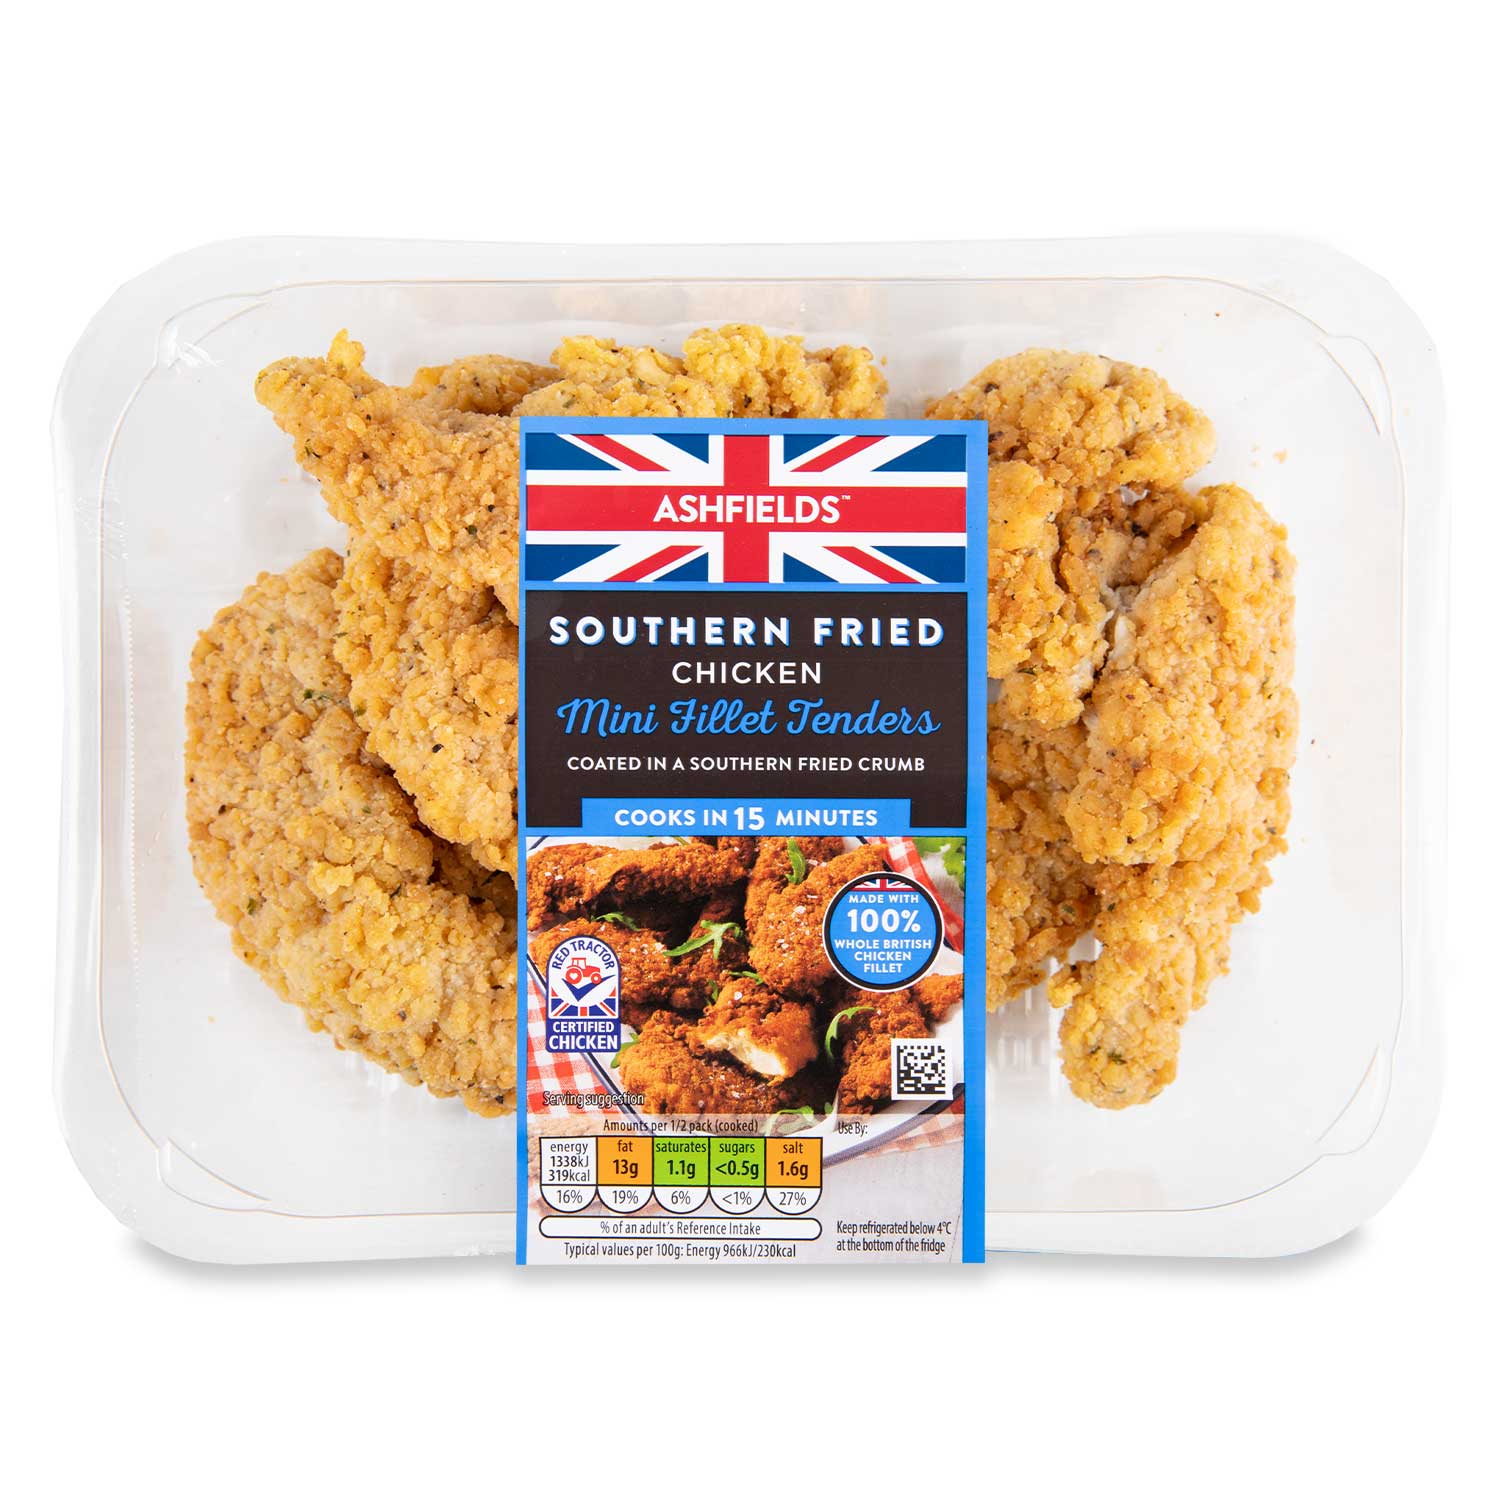 ASHFIELDS™
SOUTHERN FRIED
CHICKEN
Mini Fillet Tenders
COATED IN A SOUTHERN FRIED CRUMB
COOKS IN 15 MINUTES
MADE WITH
100%
WHOLE BRITISH
CHICKEN
FILLET
RED TRACTOR
CERTIFIED
CHICKEN
Serving suggestion
Amounts per 1/2 pack (cooked)
Use By:
energy fat saturates sugars salt
1338kJ
319kcal 13g 1.1g <0.5g 1.6g
16% 19% 6% <1% 27%
% of an adult's Reference Intake
Typical values per 100g: Energy 966kJ/230kcal
Keep refrigerated below 4°C
at the bottom of the fridge